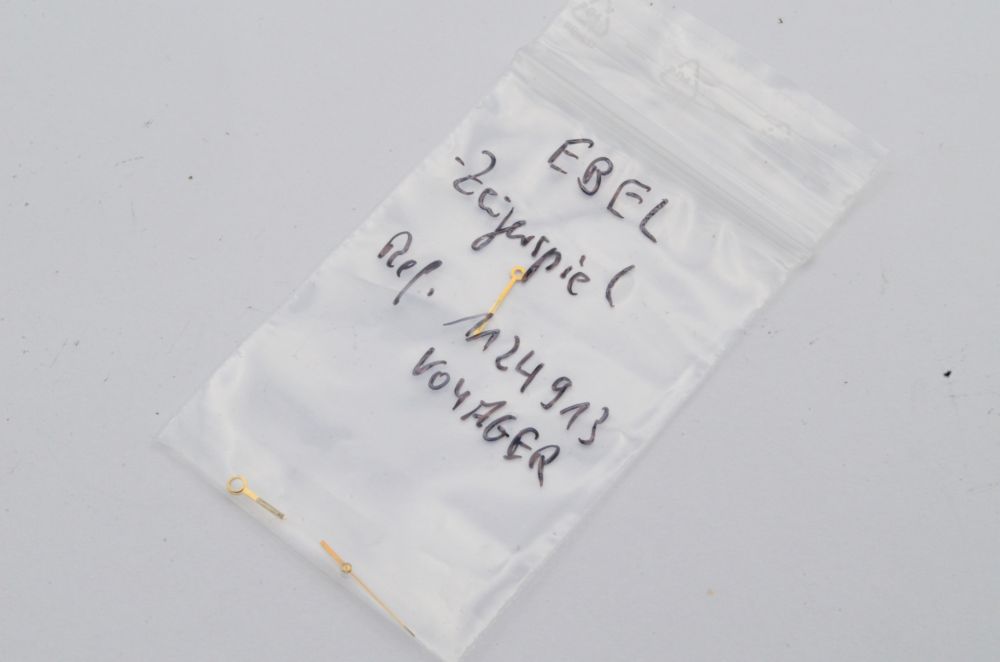 EBEL
-Zeigerspiel
Ref. 1124913
VOYAGER